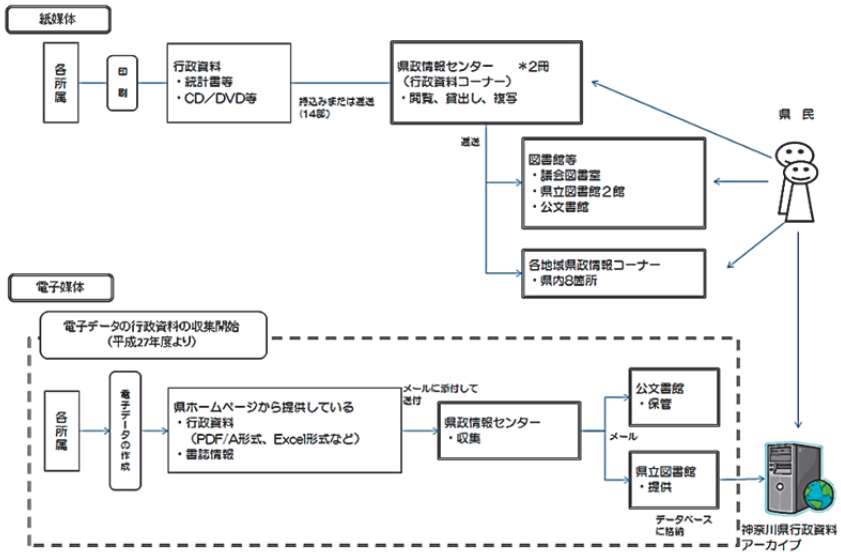 紙媒体
各所属
印刷
行政資料
・統計書等
・CD／DVD等
持込みまたは逓送
(14部)
県政情報センター　＊2冊
（行政資料コーナー）
・閲覧、貸出し、複写
県　民
逓送
図書館等
・議会図書室
・県立図書館２館
・公文書館
各地域県政情報コーナー
・県内8箇所
電子媒体
電子データの行政資料の収集開始
（平成27年度より）
各所属
電子データの作成
県ホームページから提供している
・行政資料
（PDF/A形式、Excel形式など）
・書誌情報
メールに添付して
送付
県政情報センター
・収集
メール
公文書館
・保管
県立図書館
・提供
データベース
に格納
神奈川県行政資料
アーカイブ